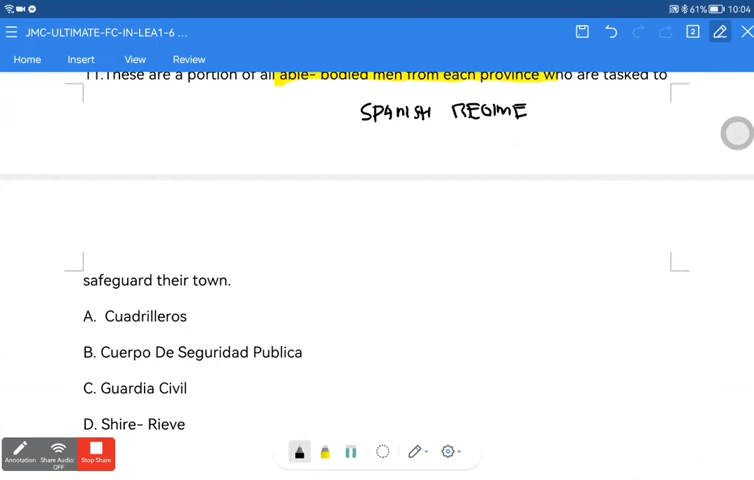 61% 10:04
JMC-ULTIMATE-FC-IN-LEA1-6 ...
2
Home Insert View Review
11.These are a portion of all able- bodied men from each province who are tasked to
SPANISH REGIME
safeguard their town.
A. Cuadrilleros
B. Cuerpo De Seguridad Publica
C. Guardia Civil
D. Shire- Rieve
Annotation Share Audio: OFF Stop Share